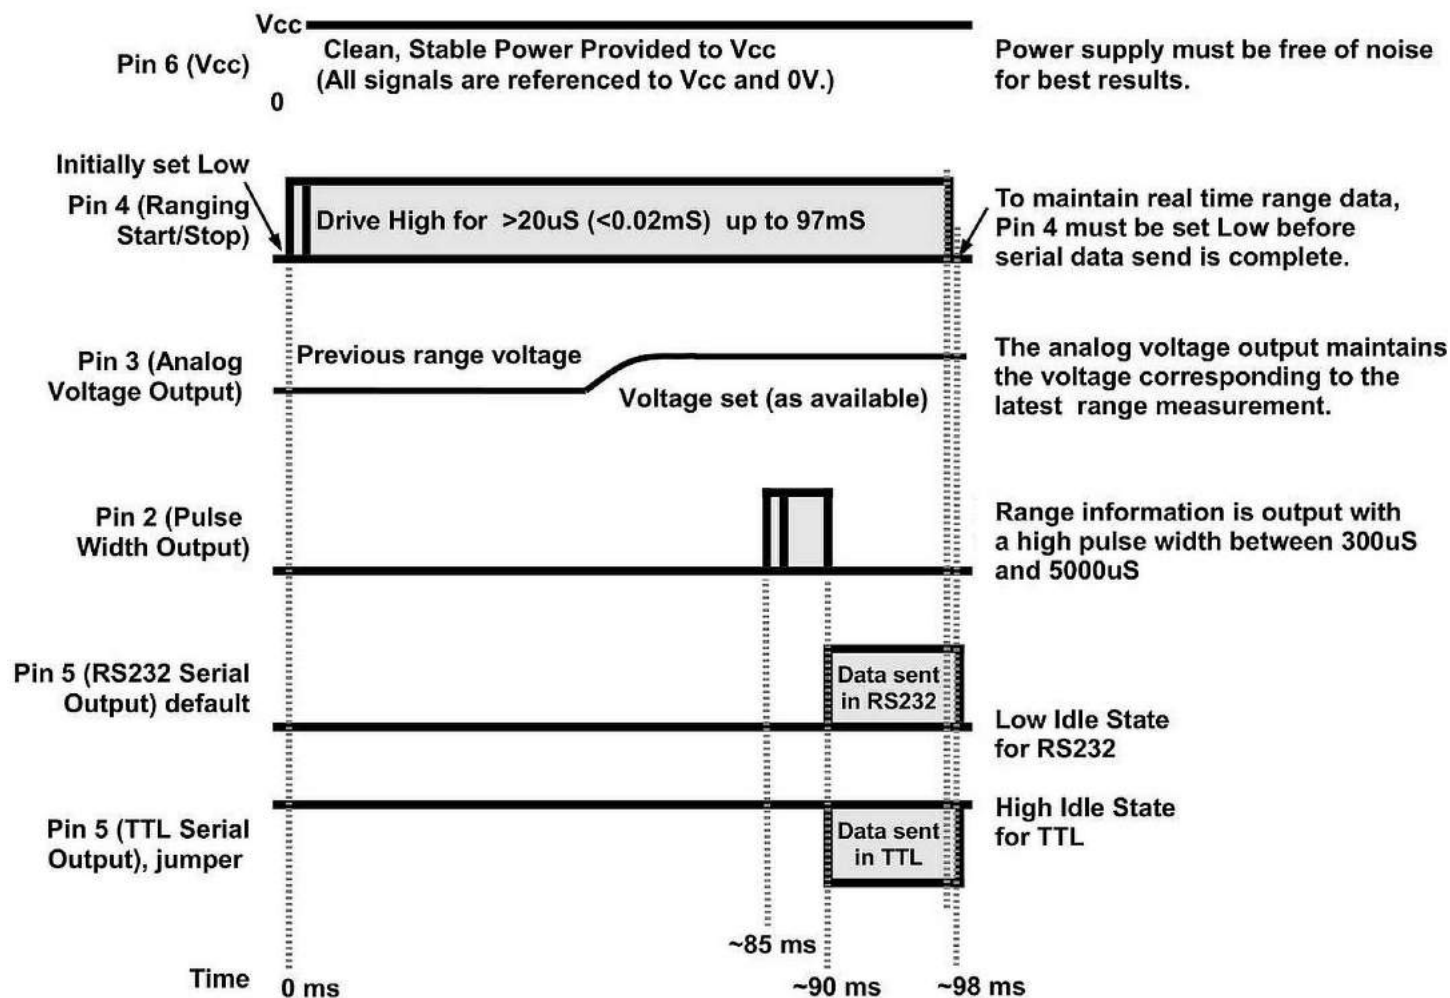 Vcc
Pin 6 (Vcc)
0
Clean, Stable Power Provided to Vcc
(All signals are referenced to Vcc and 0V.)
Power supply must be free of noise
for best results.
Initially set Low
Pin 4 (Ranging
Start/Stop)
Drive High for >20uS (<0.02mS) up to 97mS
To maintain real time range data,
Pin 4 must be set Low before
serial data send is complete.
Pin 3 (Analog
Voltage Output)
Previous range voltage
Voltage set (as available)
The analog voltage output maintains
the voltage corresponding to the
latest range measurement.
Pin 2 (Pulse
Width Output)
Range information is output with
a high pulse width between 300uS
and 5000uS
Pin 5 (RS232 Serial
Output) default
Data sent
in RS232
Low Idle State
for RS232
Pin 5 (TTL Serial
Output), jumper
Data sent
in TTL
High Idle State
for TTL
Time
0 ms
~85 ms
~90 ms
~98 ms